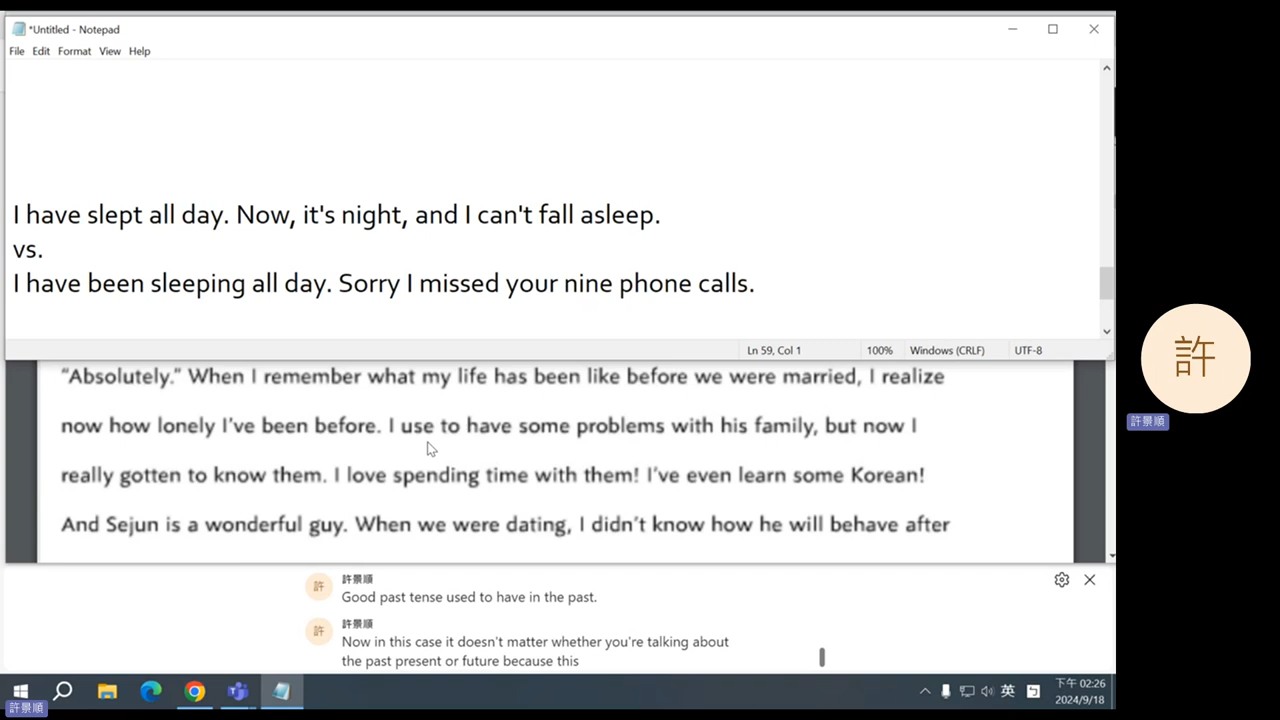 *Untitled - Notepad
File Edit Format View Help
I have slept all day. Now, it's night, and I can't fall asleep.
vs.
I have been sleeping all day. Sorry I missed your nine phone calls.
Ln 59, Col 1 100% Windows (CRLF) UTF-8
“Absolutely.” When I remember what my life has been like before we were married, I realize
now how lonely I’ve been before. I use to have some problems with his family, but now I
really gotten to know them. I love spending time with them! I’ve even learn some Korean!
And Sejun is a wonderful guy. When we were dating, I didn’t know how he will behave after
許
許景順
許 許景順
Good past tense used to have in the past.
許 許景順
Now in this case it doesn't matter whether you're talking about
the past present or future because this
英
下午 02:26
2024/9/18
許景順